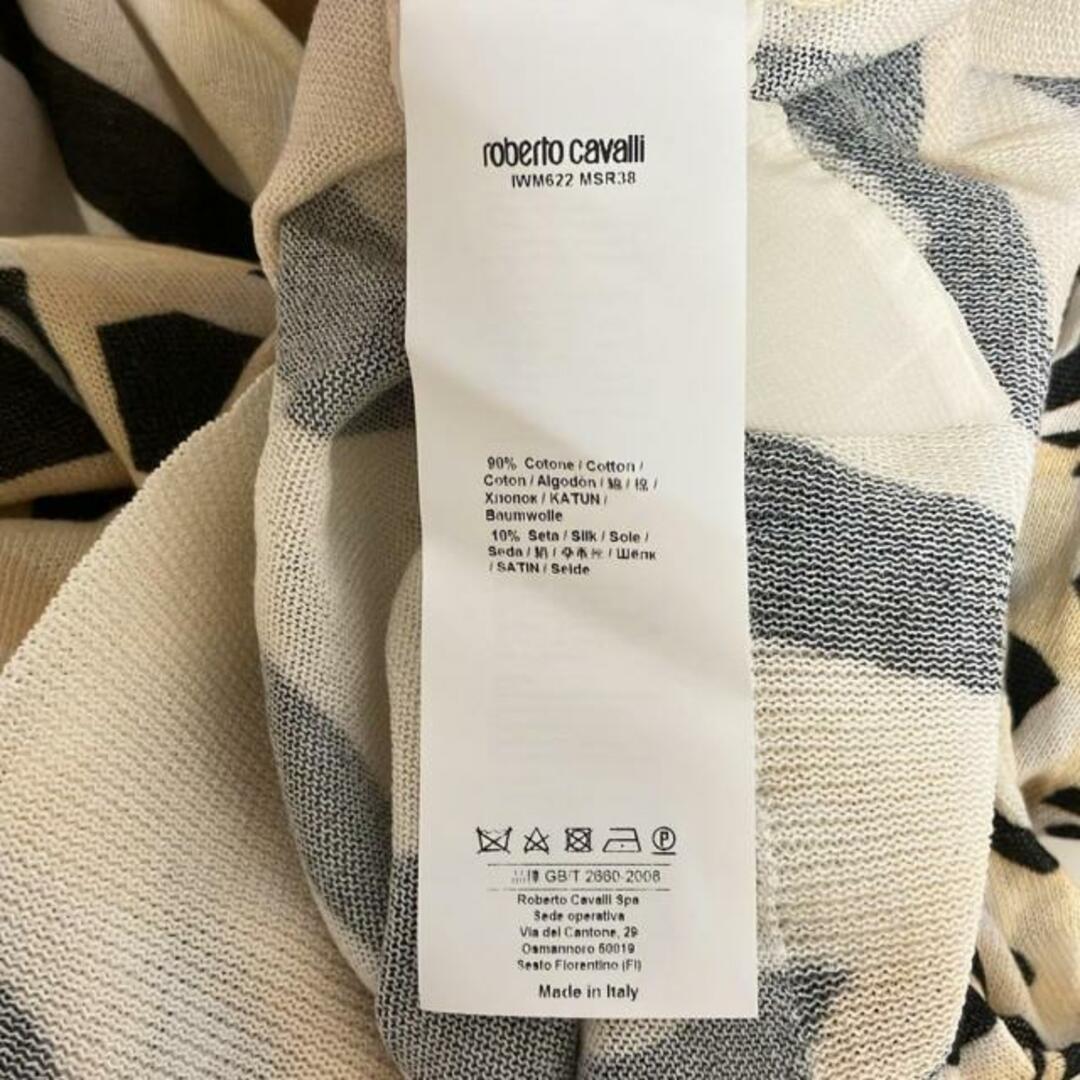 roberto cavalli
IWM622 MSR38
90% Cotone / Cotton /
Coton / Algodón / 綿 / 棉 /
Хлопок / KATUN /
Baumwolle
10% Seta / Silk / Soie /
Seda / 絹 / / Шёлк
/ SATIN / Seide
GB/T 2660-2008
Roberto Cavalli Spa
Sede operativa
Via del Cantone, 29
Osmannoro 50019
Sesto Fiorentino (FI)
Made in Italy